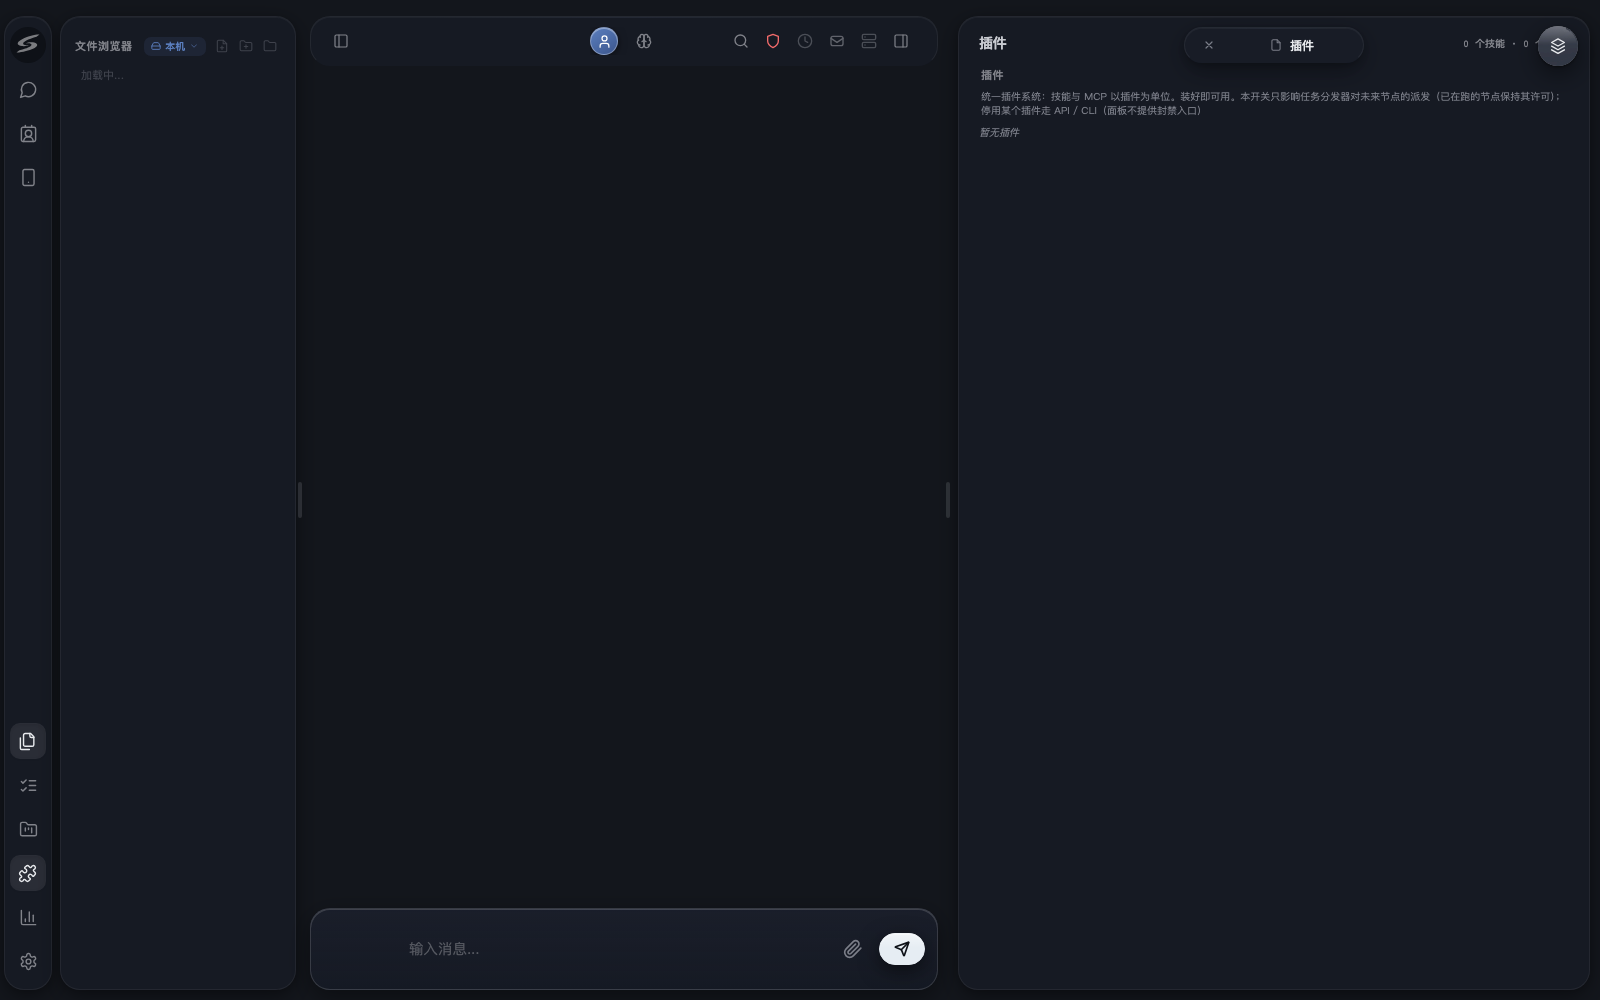 文件浏览器
本机
加载中...
输入消息...
插件
插件
0 个技能 · 0
插件
统一插件系统：技能与 MCP 以插件为单位。装好即可用。本开关只影响任务分发器对未来节点的派发（已在跑的节点保持其许可）；
停用某个插件走 API / CLI（面板不提供封禁入口）
暂无插件